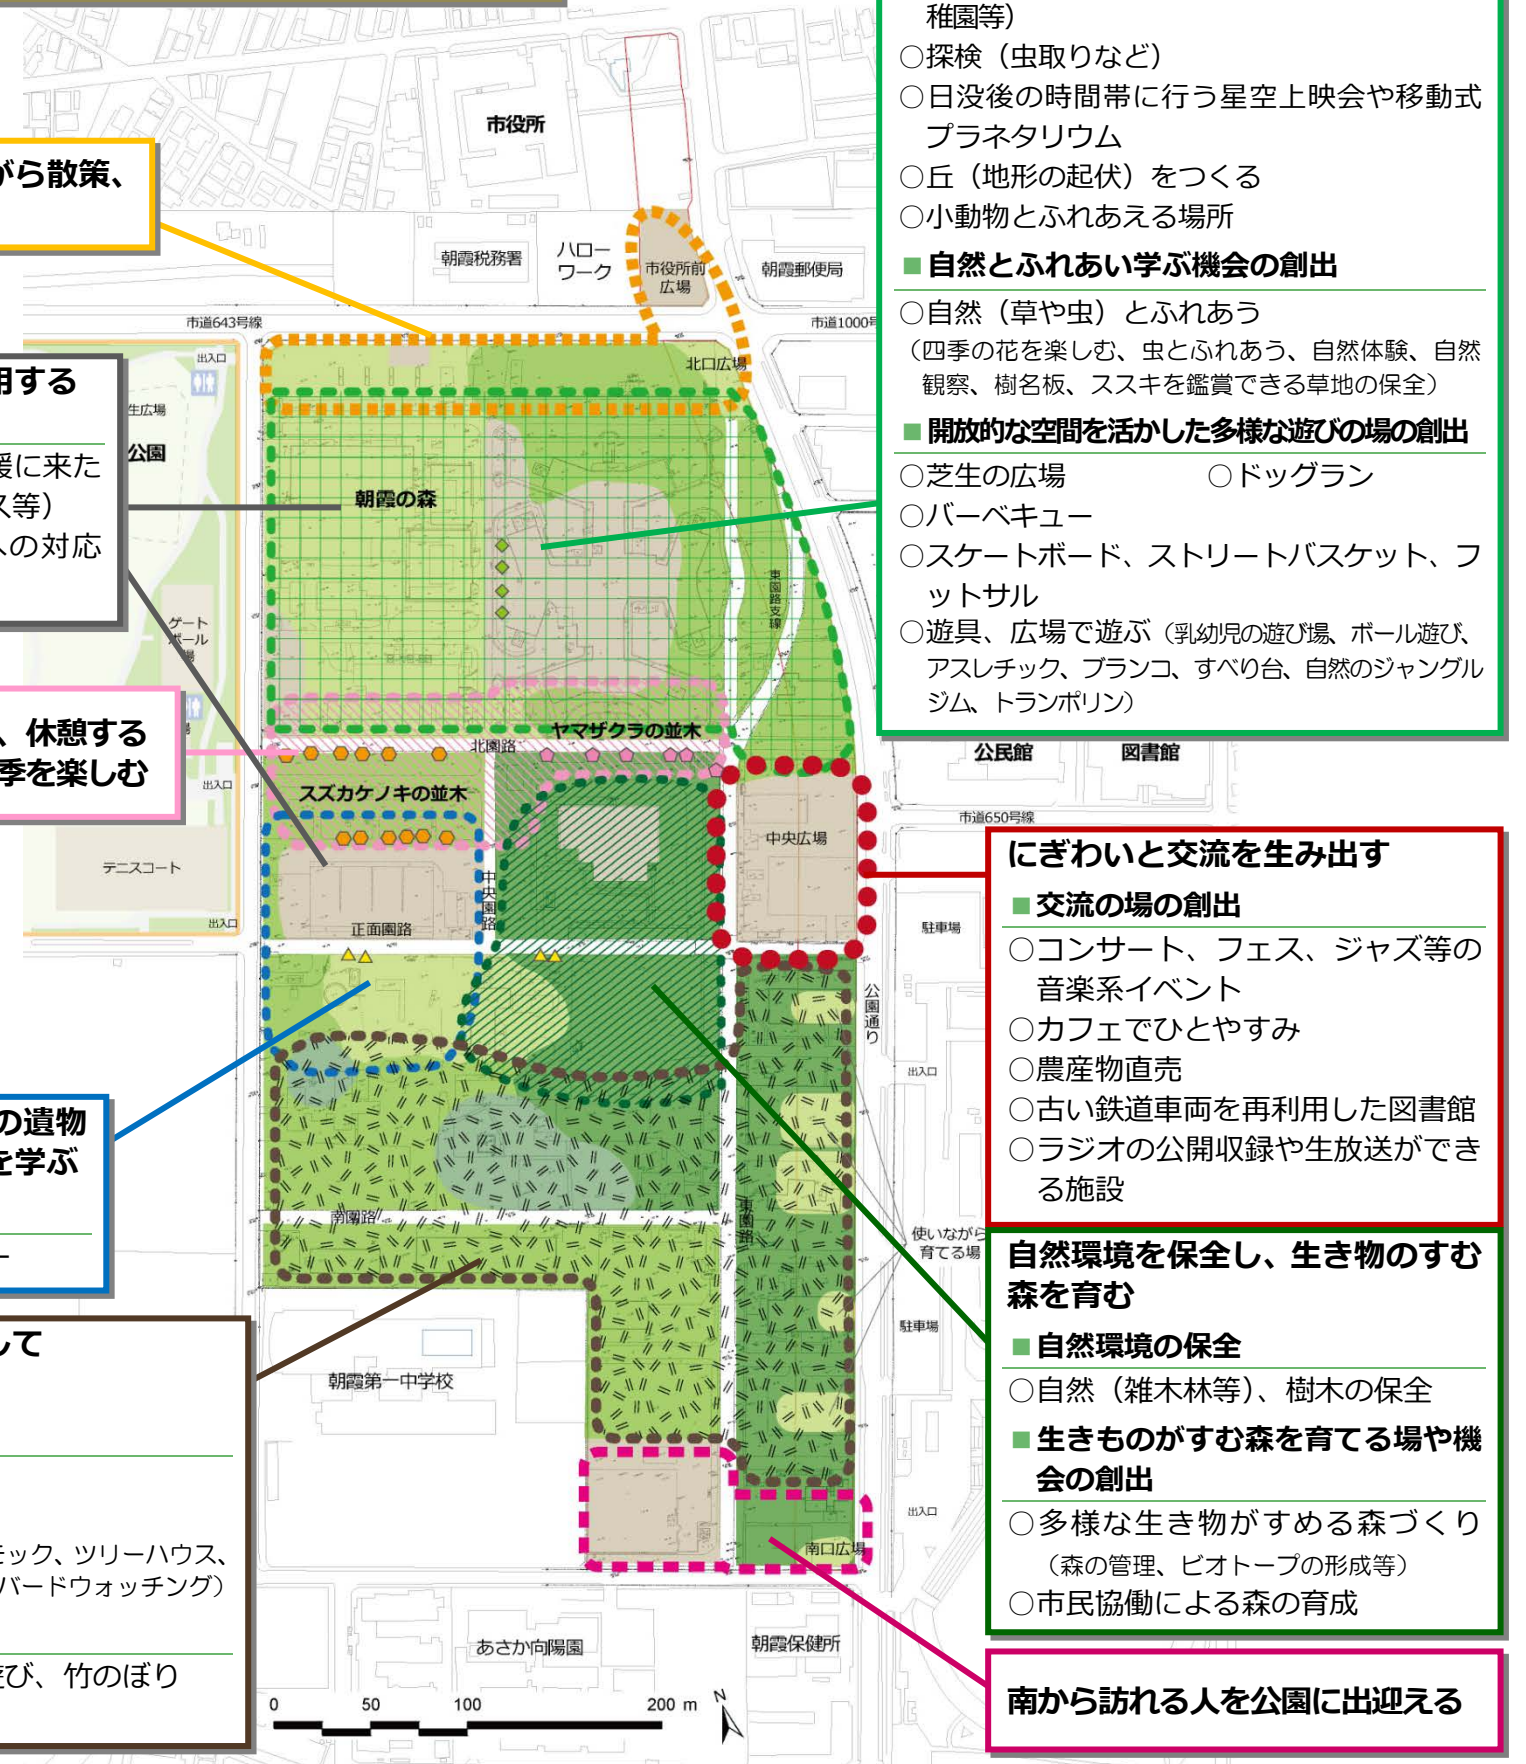 稚園等）
○探検（虫取りなど）
○日没後の時間帯に行う星空上映会や移動式
プラネタリウム
○丘（地形の起伏）をつくる
○小動物とふれあえる場所
■自然とふれあい学ぶ機会の創出
○自然（草や虫）とふれあう
（四季の花を楽しむ、虫とふれあう、自然体験、自然
観察、樹名板、ススキを鑑賞できる草地の保全）
■開放的な空間を活かした多様な遊びの場の創出
○芝生の広場　○ドッグラン
○バーベキュー
○スケートボード、ストリートバスケット、フ
ットサル
○遊具、広場で遊ぶ（乳幼児の遊び場、ボール遊び、
アスレチック、ブランコ、すべり台、自然のジャングル
ジム、トランポリン）
がら散策、
用する
援に来た
ス等）
への対応
、休憩する
季を楽しむ
の遺物
を学ぶ
して
モック、ツリーハウス、
バードウォッチング）
遊び、竹のぼり
市役所
朝霞税務署
ハロー
ワーク
市役所前
広場
朝霞郵便局
市道643号線
市道1000号
出入口
北口広場
生広場
公園
朝霞の森
東園路支線
ゲート
ボール
場
ヤマザクラの並木
北園路
公民館
図書館
出入口
スズカケノキの並木
市道650号線
中央広場
テニスコート
中央園路
出入口
正面園路
駐車場
公園通り
出入口
南園路
東園路
使いながら
育てる場
駐車場
朝霞第一中学校
出入口
南口広場
あさか向陽園
朝霞保健所
0 50 100 200 m
N
にぎわいと交流を生み出す
■交流の場の創出
○コンサート、フェス、ジャズ等の
音楽系イベント
○カフェでひとやすみ
○農産物直売
○古い鉄道車両を再利用した図書館
○ラジオの公開収録や生放送ができ
る施設
自然環境を保全し、生き物のすむ
森を育む
■自然環境の保全
○自然（雑木林等）、樹木の保全
■生きものがすむ森を育てる場や機
会の創出
○多様な生き物がすめる森づくり
（森の管理、ビオトープの形成等）
○市民協働による森の育成
南から訪れる人を公園に出迎える